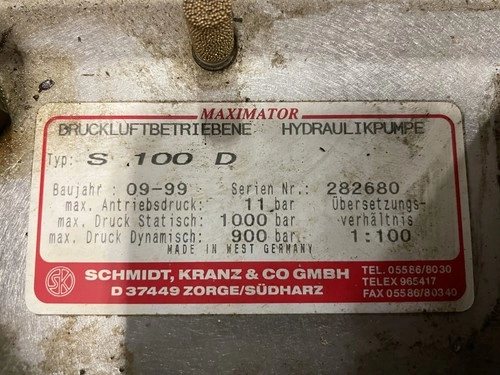 MAXIMATOR
DRUCKLUFTBETRIEBENE HYDRAULIKPUMPE
Typ: S 100 D
Baujahr: 09-99 Serien Nr.: 282680
max. Antriebsdruck: 11 bar Übersetzungs-
max. Druck Statisch: 1000 bar verhältnis
max. Druck Dynamisch: 900 bar 1:100
MADE IN WEST GERMANY
SK SCHMIDT, KRANZ & CO GMBH TEL. 05586/8030
D 37449 ZORGE/SÜDHARZ TELEX 965417
FAX 05586/80340